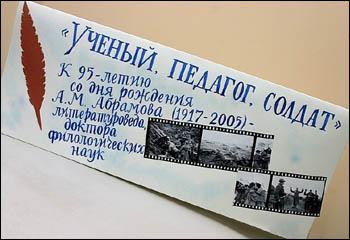 «УЧЕНЫЙ, ПЕДАГОГ, СОЛДАТ»
К 95-летию
со дня рождения
А.М. Абрамова (1917-2005)-
литературоведа,
доктора
филологических
наук